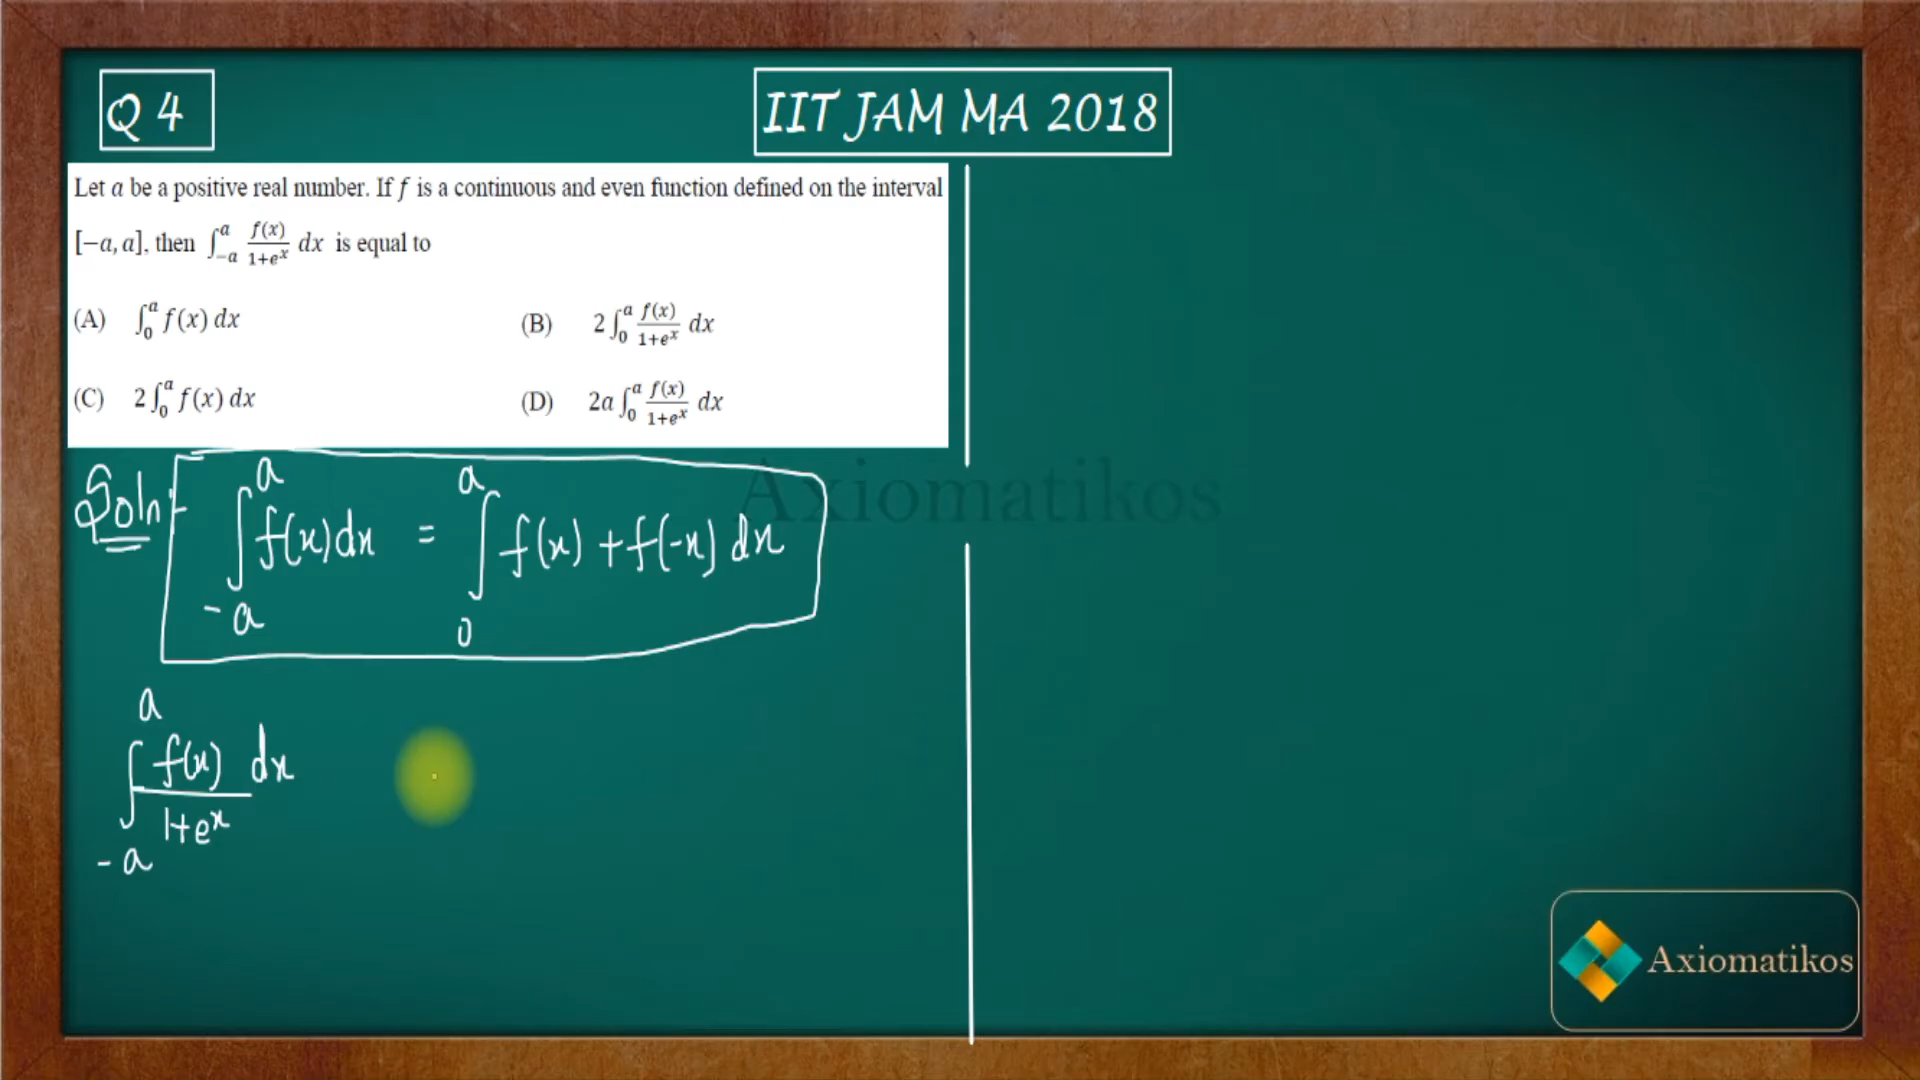 Q 4
IIT JAM MA 2018
Let a be a positive real number. If f is a continuous and even function defined on the interval
[−a, a], then ∫_{-a}^{a} f(x)/(1+e^x) dx is equal to
(A) ∫_0^a f(x) dx
(B) 2 ∫_0^a f(x)/(1+e^x) dx
(C) 2 ∫_0^a f(x) dx
(D) 2a ∫_0^a f(x)/(1+e^x) dx
Soln:-
∫_{-a}^{a} f(x)dx = ∫_0^a f(x) + f(-x) dx
∫_{-a}^{a} f(x)/(1+e^x) dx
Axiomatikos
Axiomatikos